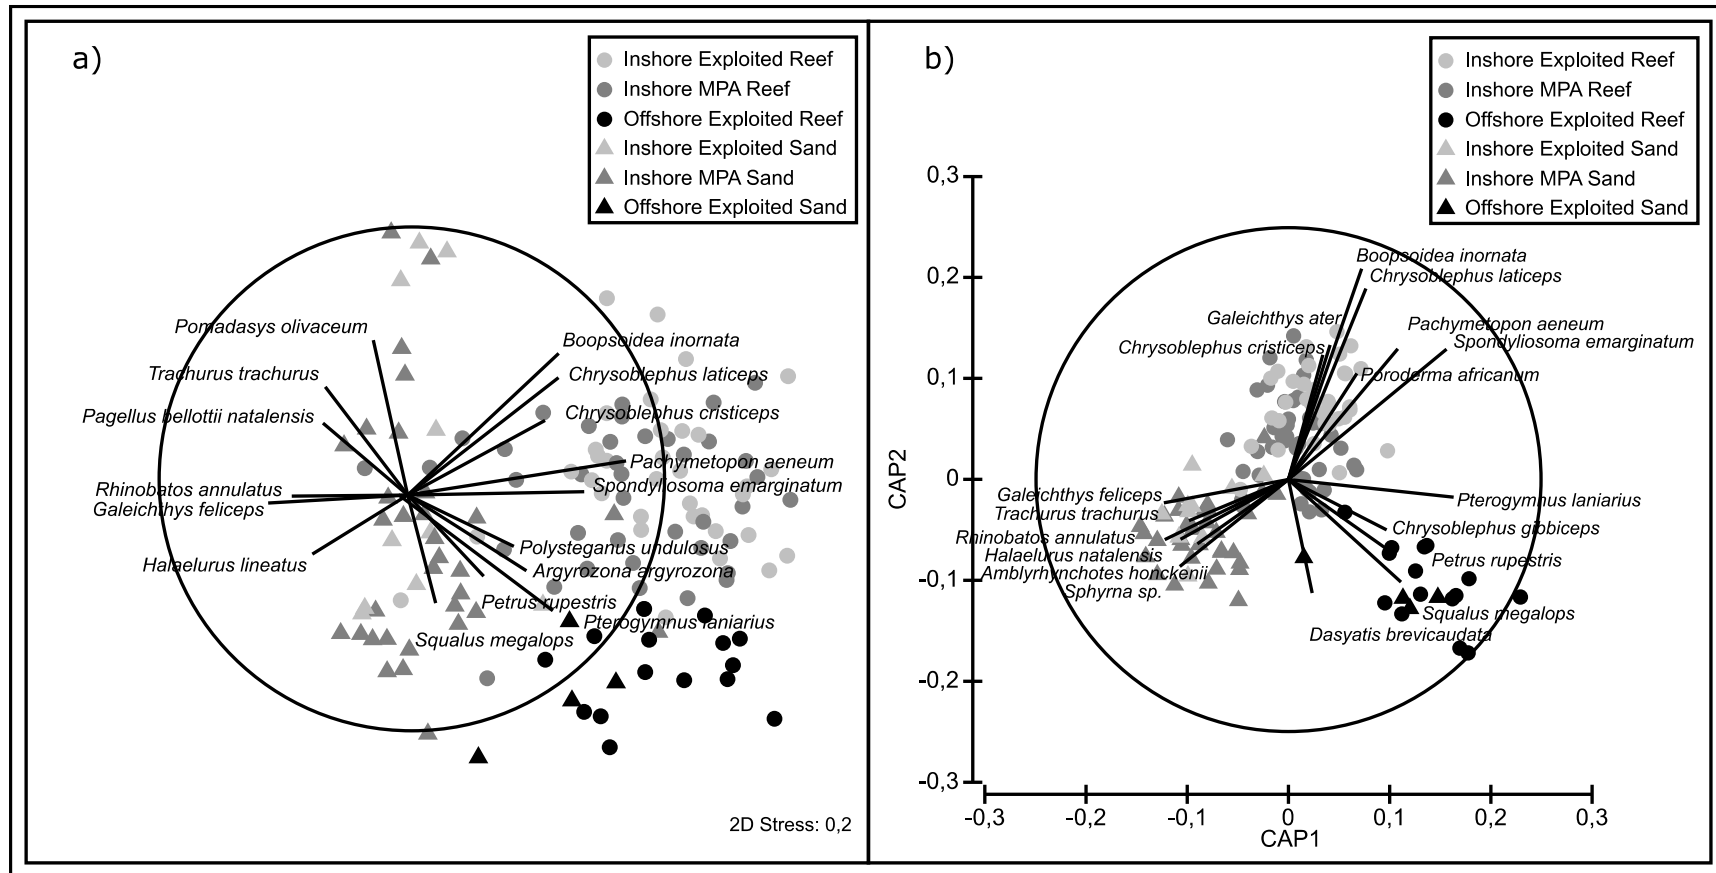 a)
Inshore Exploited Reef
Inshore MPA Reef
Offshore Exploited Reef
Inshore Exploited Sand
Inshore MPA Sand
Offshore Exploited Sand
Pomadasys olivaceum
Boopsoidea inornata
Trachurus trachurus
Chrysoblephus laticeps
Pagellus bellottii natalensis
Chrysoblephus cristiceps
Pachymetopon aeneum
Rhinobatos annulatus
Spondyliosoma emarginatum
Galeichthys feliceps
Polysteganus undulosus
Halaelurus lineatus
Argyrozona argyrozona
Petrus rupestris
Pterogymnus laniarius
Squalus megalops
2D Stress: 0,2
b)
Inshore Exploited Reef
Inshore MPA Reef
Offshore Exploited Reef
Inshore Exploited Sand
Inshore MPA Sand
Offshore Exploited Sand
0,3
0,2
0,1
0
-0,1
-0,2
-0,3
CAP2
Boopsoidea inornata
Chrysoblephus laticeps
Galeichthys ater
Pachymetopon aeneum
Spondyliosoma emarginatum
Chrysoblephus cristiceps
Poroderma africanum
Galeichthys feliceps
Pterogymnus laniarius
Trachurus trachurus
Chrysoblephus gibbiceps
Rhinobatos annulatus
Halaelurus natalensis
Petrus rupestris
Amblyrhynchotes honckenii
Sphyrna sp.
Squalus megalops
Dasyatis brevicaudata
-0,3
-0,2
-0,1
0
0,1
0,2
0,3
CAP1